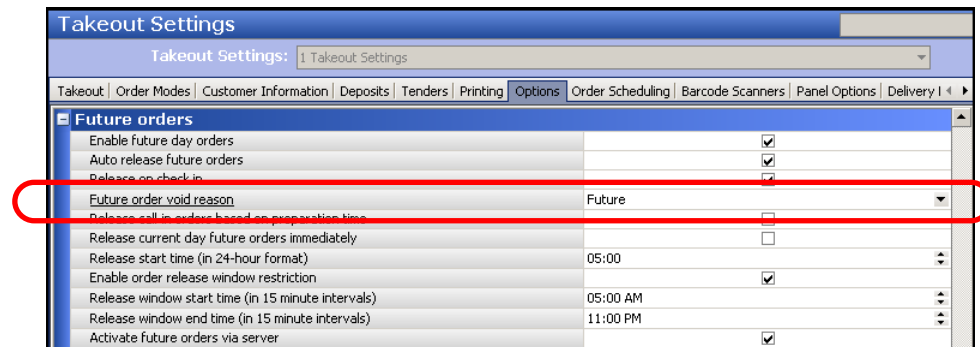 Takeout Settings
Takeout Settings: 1 Takeout Settings
Takeout Order Modes Customer Information Deposits Tenders Printing Options Order Scheduling Barcode Scanners Panel Options Delivery
Future orders
Enable future day orders
Auto release future orders
Release on check in
Future order void reason Future
Release call in orders based on preparation time
Release current day future orders immediately
Release start time (in 24-hour format) 05:00
Enable order release window restriction
Release window start time (in 15 minute intervals) 05:00 AM
Release window end time (in 15 minute intervals) 11:00 PM
Activate future orders via server